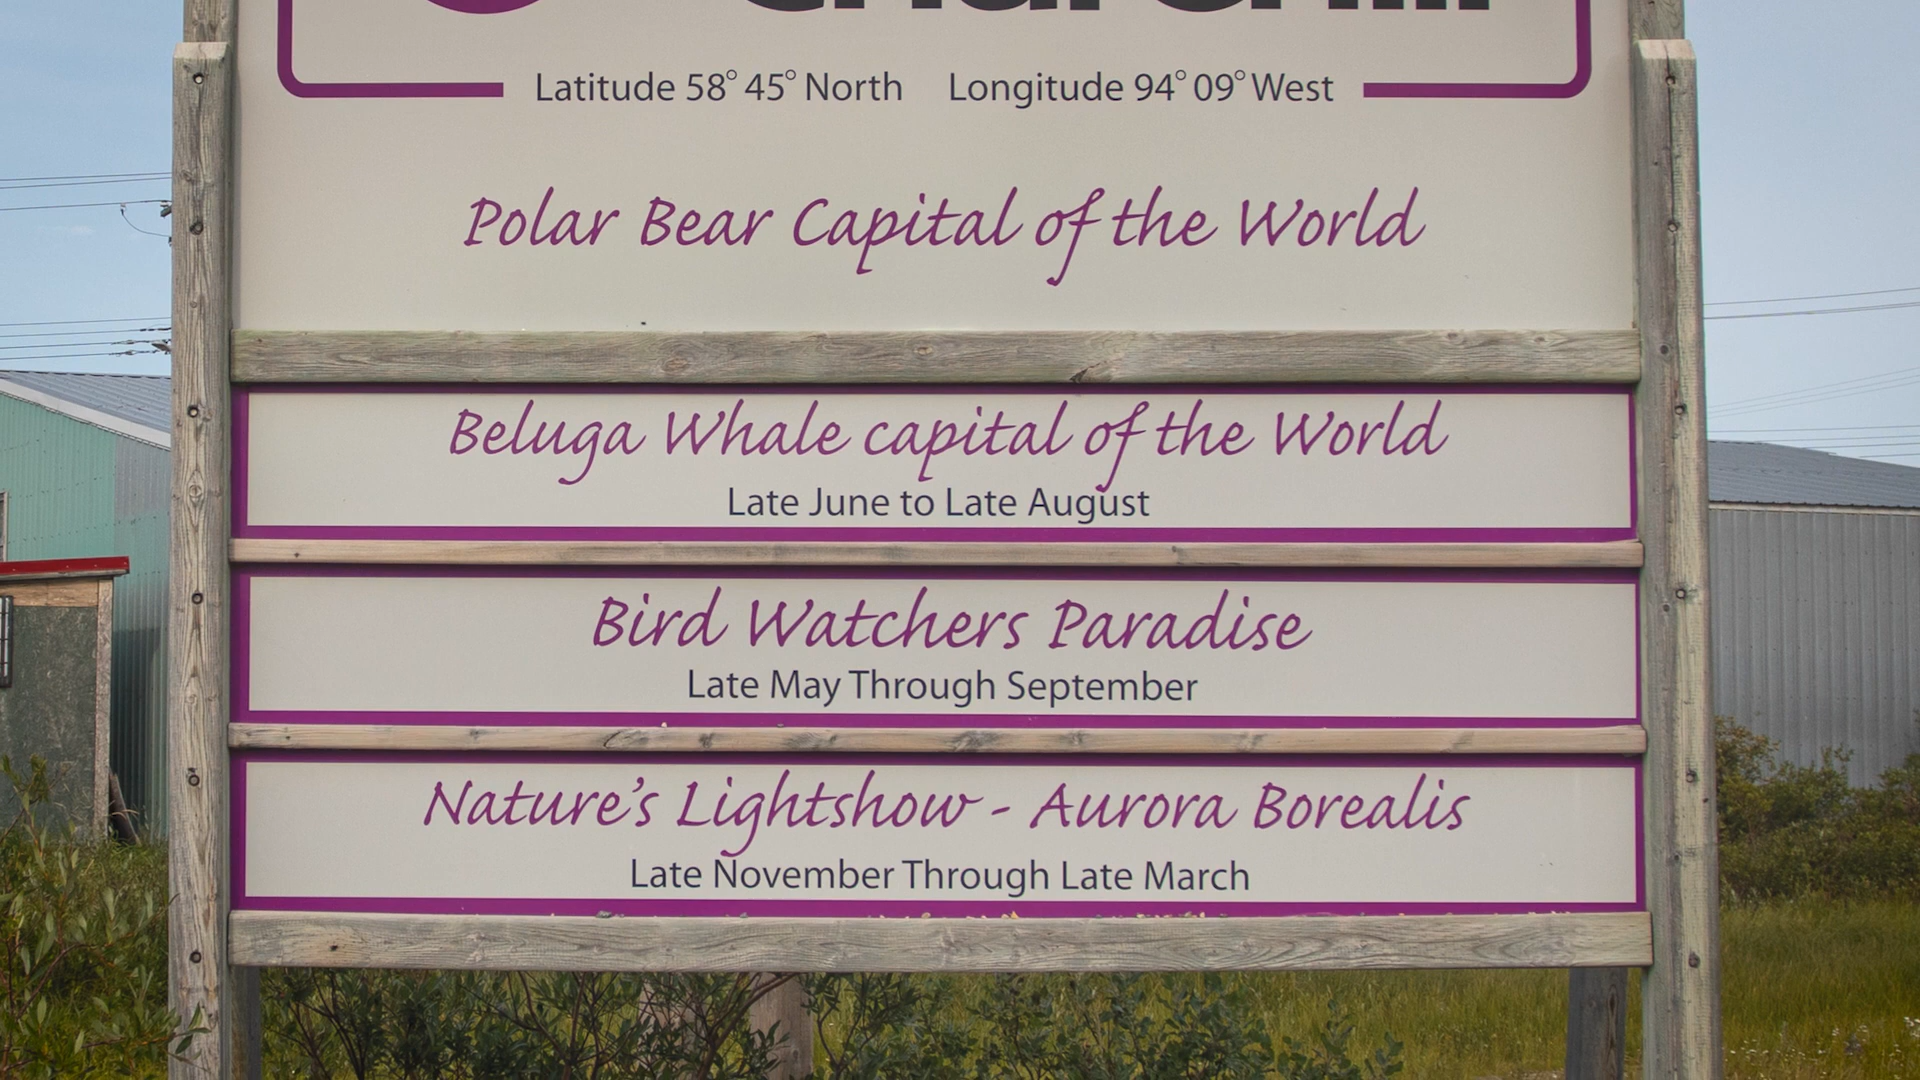 Churchill
Latitude 58° 45° North Longitude 94° 09° West
Polar Bear Capital of the World
Beluga Whale capital of the World
Late June to Late August
Bird Watchers Paradise
Late May Through September
Nature's Lightshow - Aurora Borealis
Late November Through Late March